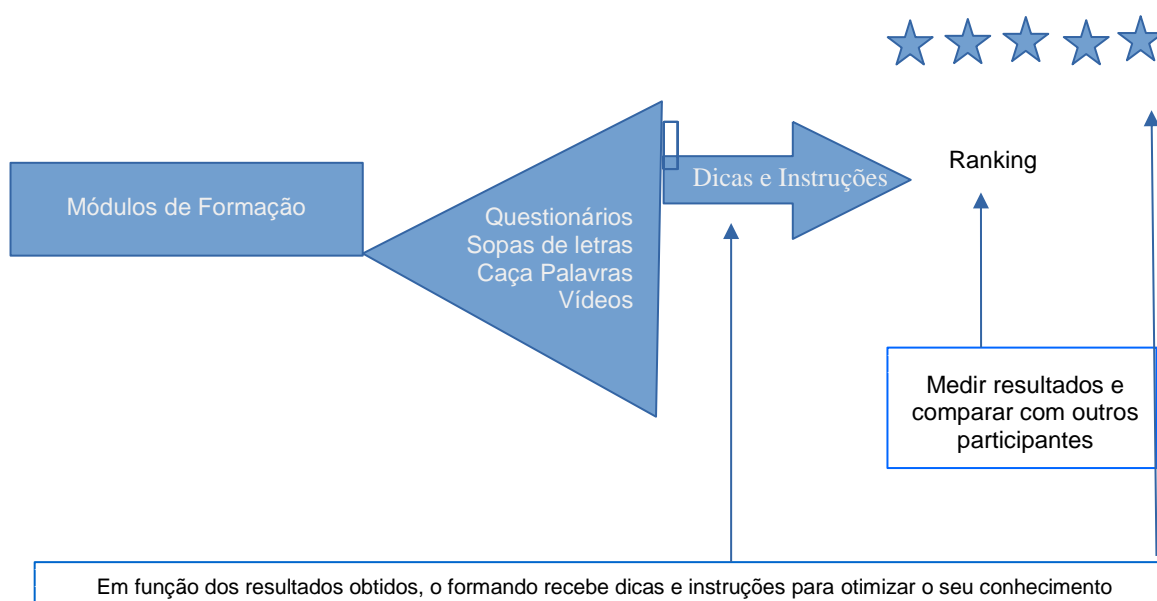 Módulos de Formação
Questionários
Sopas de letras
Caça Palavras
Vídeos
Dicas e Instruções
Ranking
Medir resultados e
comparar com outros
participantes
Em função dos resultados obtidos, o formando recebe dicas e instruções para otimizar o seu conhecimento